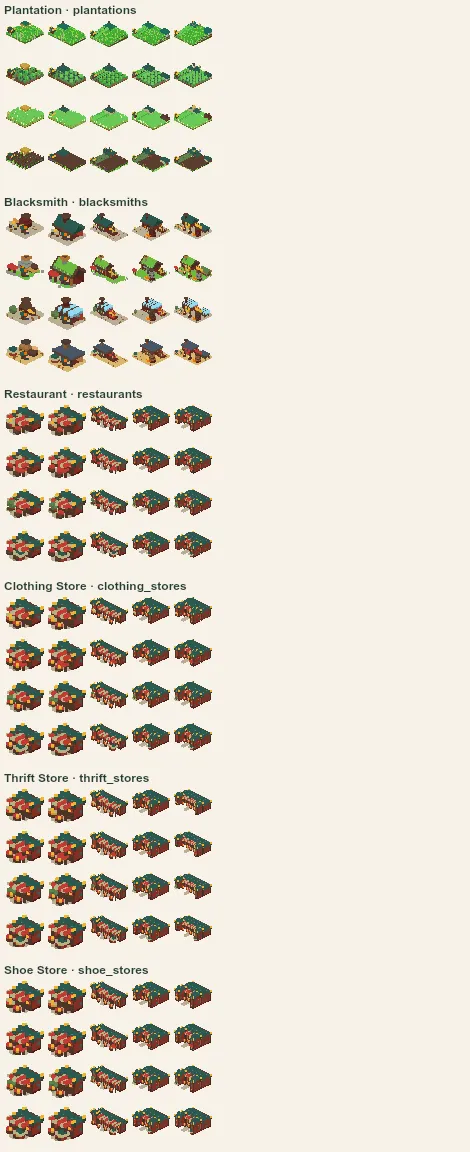 Plantation · plantations
Blacksmith · blacksmiths
Restaurant · restaurants
Clothing Store · clothing_stores
Thrift Store · thrift_stores
Shoe Store · shoe_stores